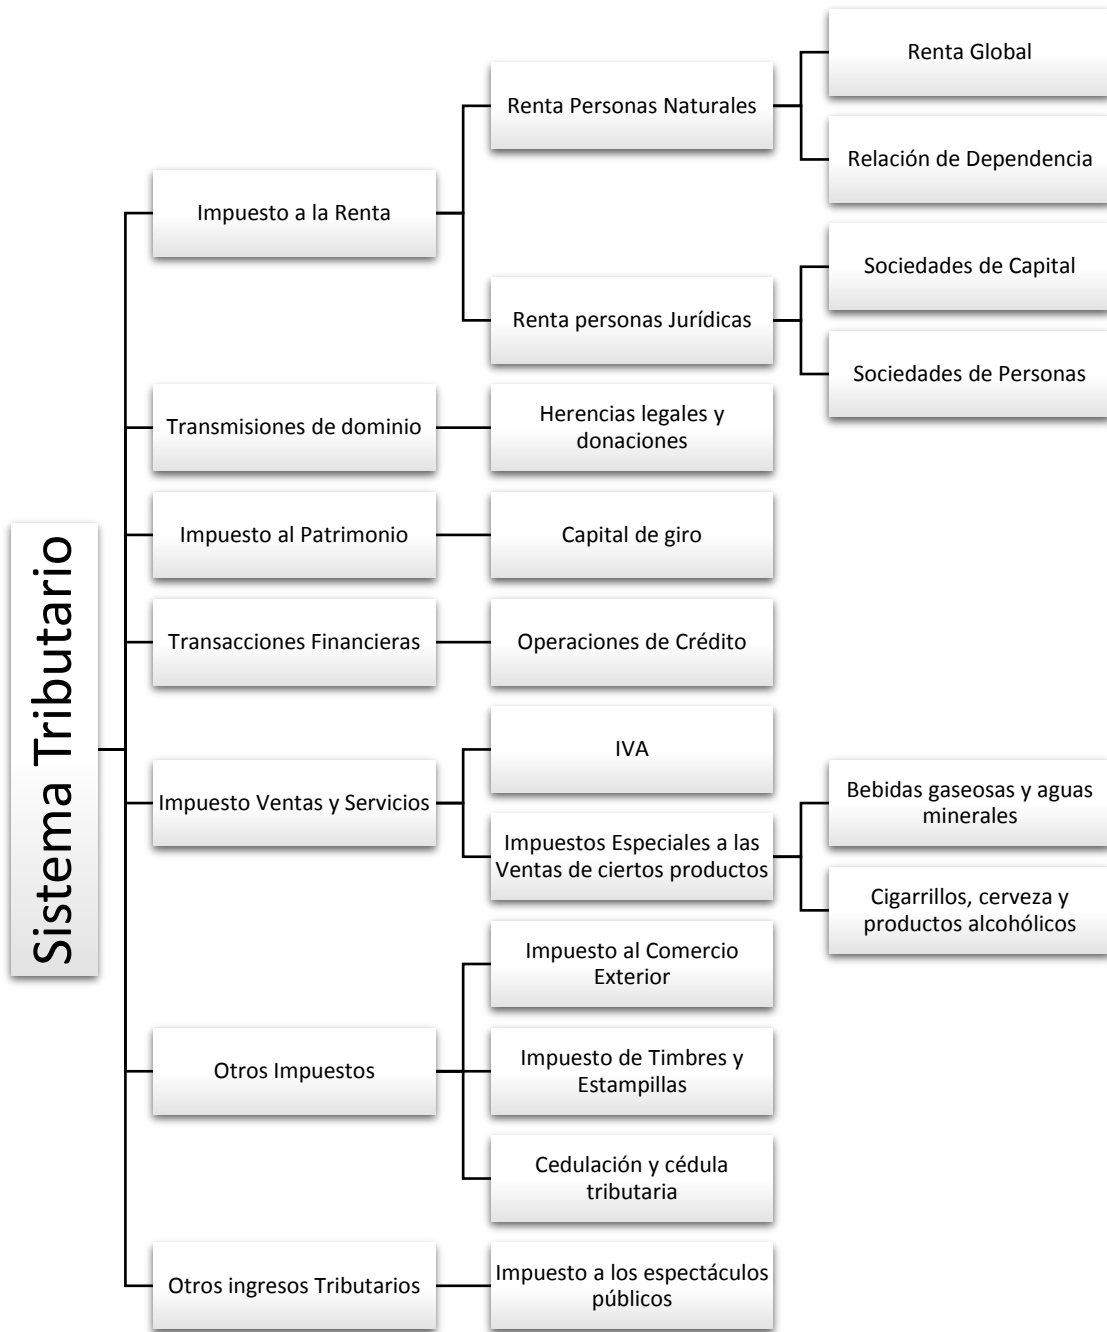 Sistema Tributario
Impuesto a la Renta
Renta Personas Naturales
Renta Global
Relación de Dependencia
Renta personas Jurídicas
Sociedades de Capital
Sociedades de Personas
Transmisiones de dominio
Herencias legales y
donaciones
Impuesto al Patrimonio
Capital de giro
Transacciones Financieras
Operaciones de Crédito
Impuesto Ventas y Servicios
IVA
Impuestos Especiales a las
Ventas de ciertos productos
Bebidas gaseosas y aguas
minerales
Cigarrillos, cerveza y
productos alcohólicos
Otros Impuestos
Impuesto al Comercio
Exterior
Impuesto de Timbres y
Estampillas
Cedulación y cédula
tributaria
Otros ingresos Tributarios
Impuesto a los espectáculos
públicos